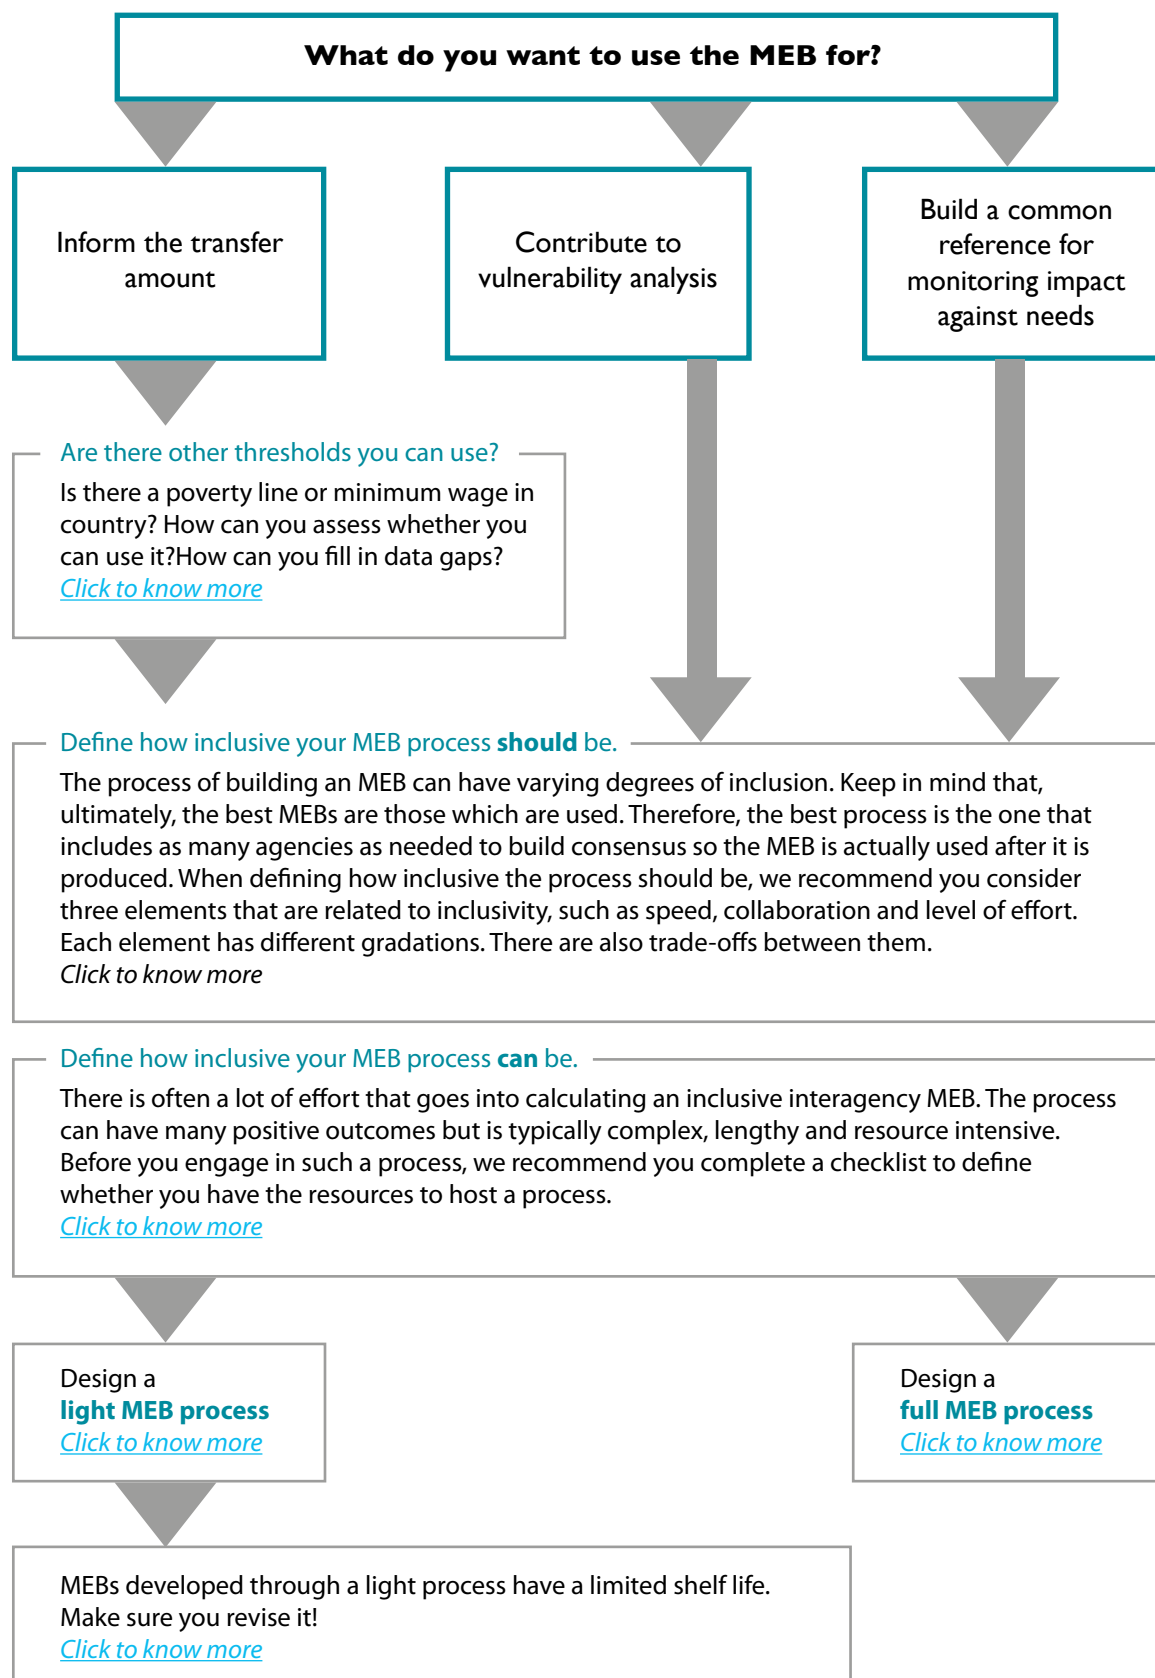 What do you want to use the MEB for?
Inform the transfer
amount
Contribute to
vulnerability analysis
Build a common
reference for
monitoring impact
against needs
Are there other thresholds you can use?
Is there a poverty line or minimum wage in
country? How can you assess whether you
can use it?How can you fill in data gaps?
Click to know more
Define how inclusive your MEB process should be.
The process of building an MEB can have varying degrees of inclusion. Keep in mind that,
ultimately, the best MEBs are those which are used. Therefore, the best process is the one that
includes as many agencies as needed to build consensus so the MEB is actually used after it is
produced. When defining how inclusive the process should be, we recommend you consider
three elements that are related to inclusivity, such as speed, collaboration and level of effort.
Each element has different gradations. There are also trade-offs between them.
Click to know more
Define how inclusive your MEB process can be.
There is often a lot of effort that goes into calculating an inclusive interagency MEB. The process
can have many positive outcomes but is typically complex, lengthy and resource intensive.
Before you engage in such a process, we recommend you complete a checklist to define
whether you have the resources to host a process.
Click to know more
Design a
light MEB process
Click to know more
Design a
full MEB process
Click to know more
MEBs developed through a light process have a limited shelf life.
Make sure you revise it!
Click to know more